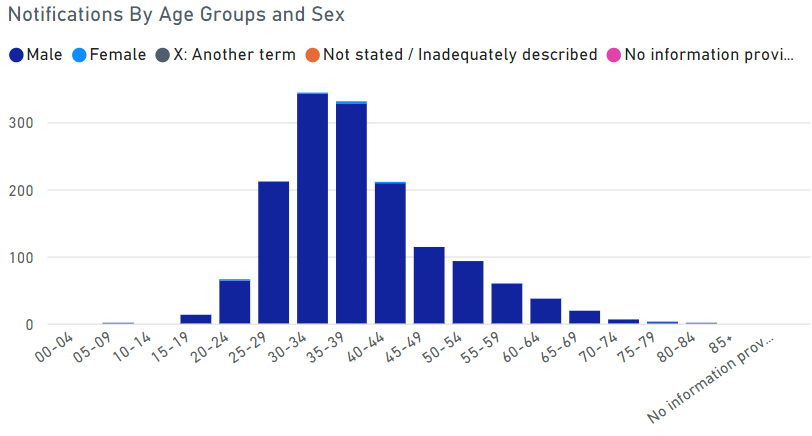 Notifications By Age Groups and Sex
Male Female X: Another term Not stated / Inadequately described No information provi...
300
200
100
0
00-04 05-09 10-14 15-19 20-24 25-29 30-34 35-39 40-44 45-49 50-54 55-59 60-64 65-69 70-74 75-79 80-84 85+ No information prov...